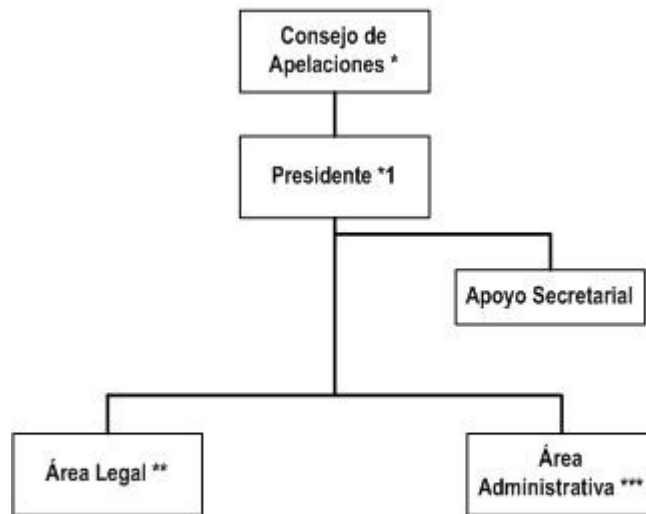 Consejo de
Apelaciones *
Presidente *1
Apoyo Secretarial
Área Legal **
Área
Administrativa ***